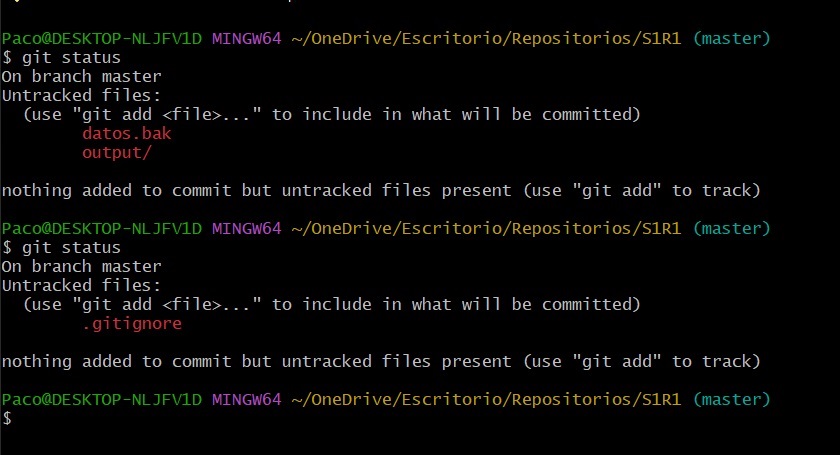 Paco@DESKTOP-NLJFV1D MINGW64 ~/OneDrive/Escritorio/Repositorios/S1R1 (master)
$ git status
On branch master
Untracked files:
  (use "git add <file>..." to include in what will be committed)
        datos.bak
        output/

nothing added to commit but untracked files present (use "git add" to track)

Paco@DESKTOP-NLJFV1D MINGW64 ~/OneDrive/Escritorio/Repositorios/S1R1 (master)
$ git status
On branch master
Untracked files:
  (use "git add <file>..." to include in what will be committed)
        .gitignore

nothing added to commit but untracked files present (use "git add" to track)

Paco@DESKTOP-NLJFV1D MINGW64 ~/OneDrive/Escritorio/Repositorios/S1R1 (master)
$